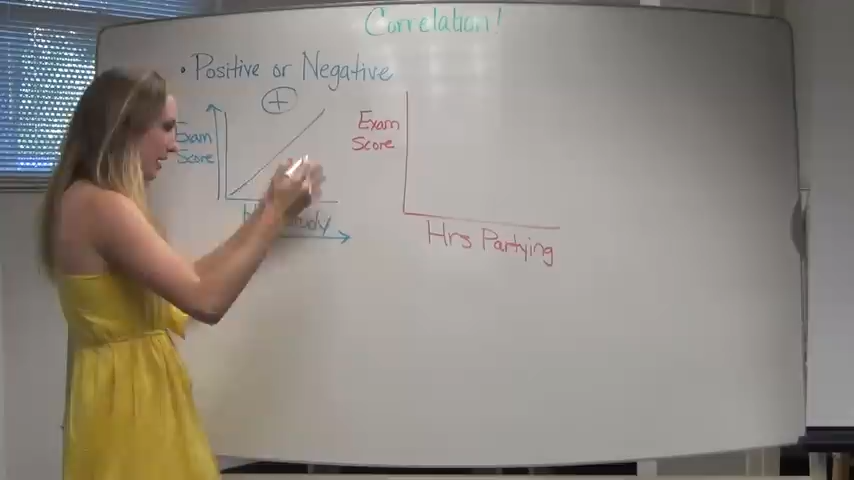 Correlation!
• Positive or Negative
+
Exam
Score
Exam
Score
Hrs Partying